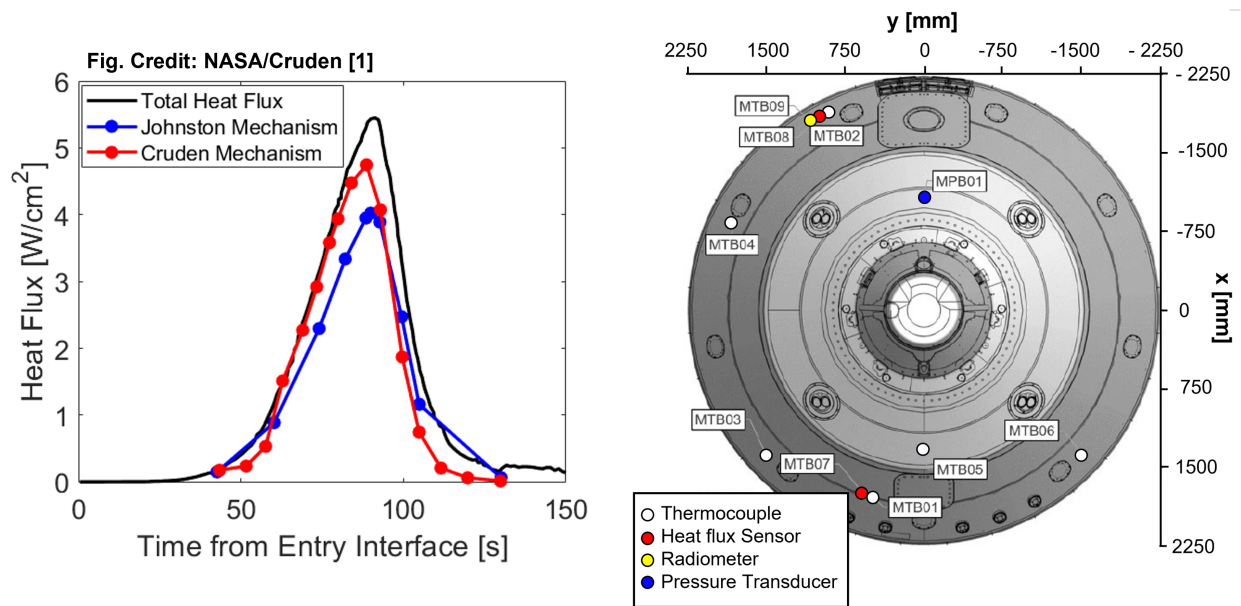 Fig. Credit: NASA/Cruden [1]
6
5
4
3
2
1
0
Heat Flux [W/cm2]
Total Heat Flux
Johnston Mechanism
Cruden Mechanism
0 50 100 150
Time from Entry Interface [s]
y [mm]
2250 1500 750 0 -750 -1500 - 2250
- 2250
-1500
-750
0
750
1500
2250
x [mm]
MTB09
MTB08
MTB02
MPB01
MTB04
MTB03
MTB06
MTB07
MTB05
MTB01
Thermocouple
Heat flux Sensor
Radiometer
Pressure Transducer